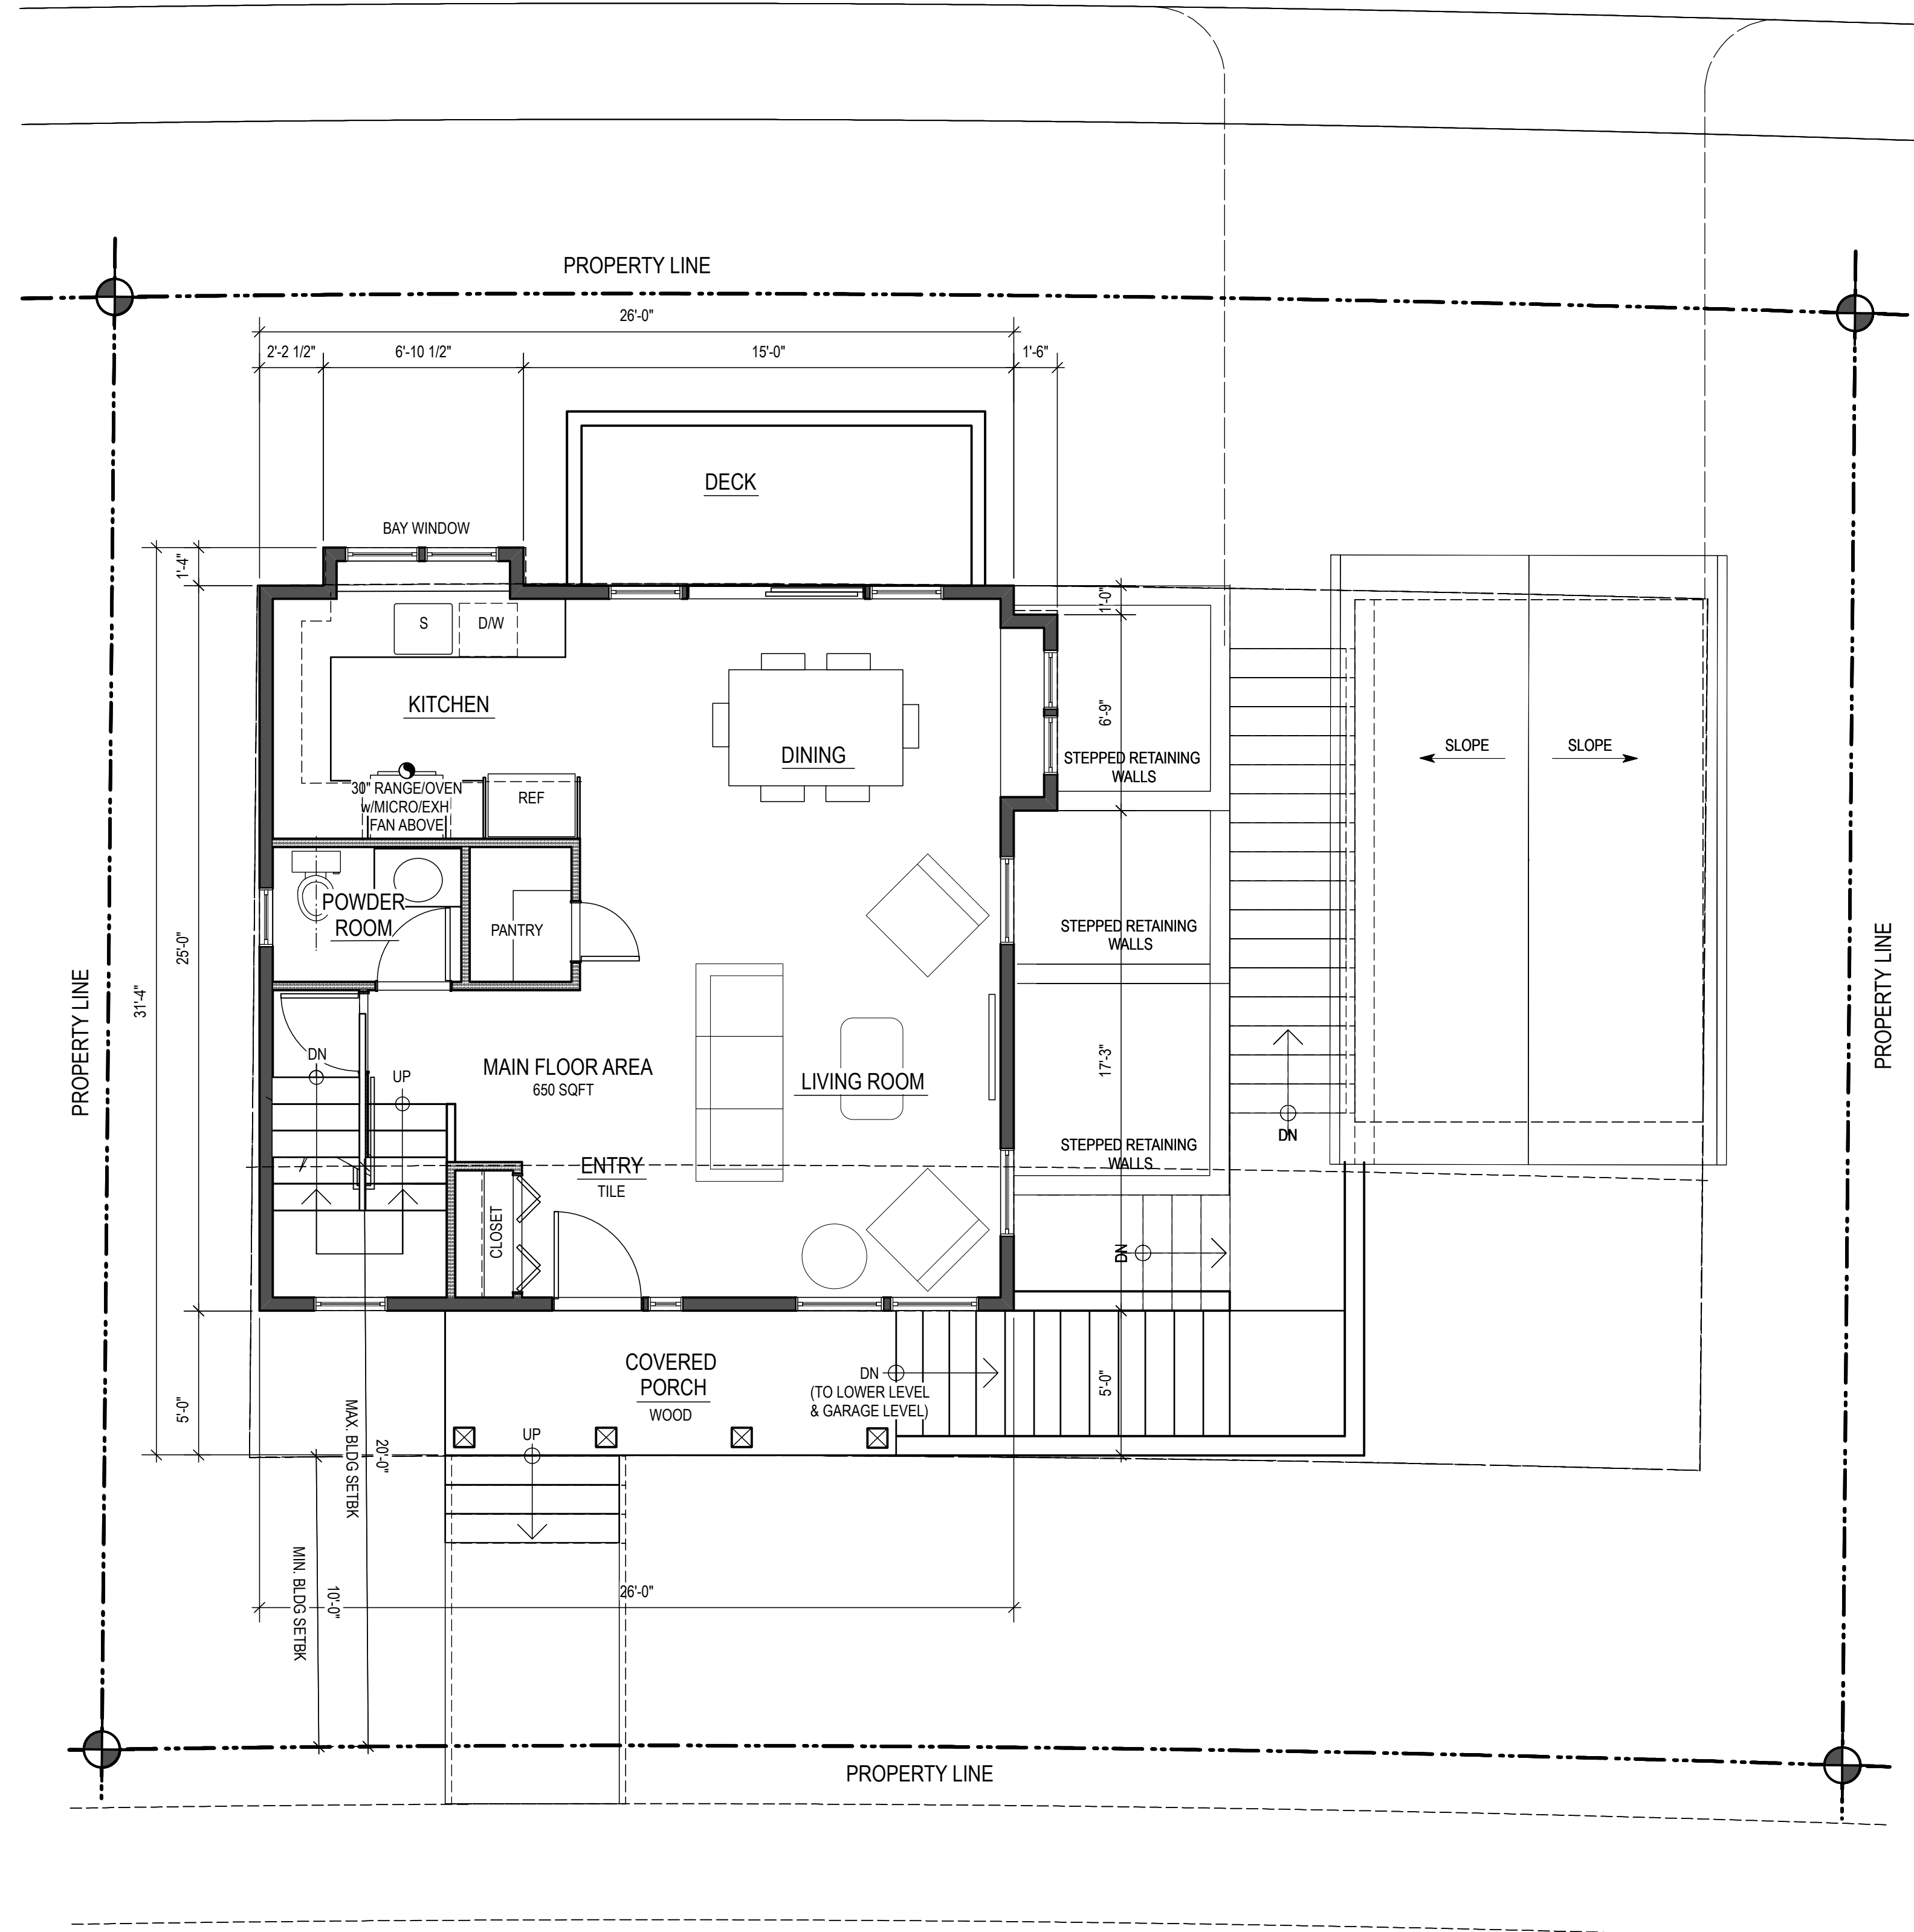 PROPERTY LINE
26'-0"
2'-2 1/2"
6'-10 1/2"
15'-0"
1'-6"
DECK
BAY WINDOW
1'-4"
1'-0"
S
D/W
KITCHEN
6'-9"
DINING
SLOPE
SLOPE
STEPPED RETAINING
WALLS
30" RANGE/OVEN
w/MICRO/EXH
FAN ABOVE
REF
POWDER
ROOM
PANTRY
STEPPED RETAINING
WALLS
25'-0"
31'-4"
PROPERTY LINE
PROPERTY LINE
DN
UP
MAIN FLOOR AREA
650 SQFT
LIVING ROOM
17'-3"
DN
STEPPED RETAINING
WALLS
ENTRY
TILE
CLOSET
DN
COVERED
PORCH
WOOD
DN
(TO LOWER LEVEL
& GARAGE LEVEL)
5'-0"
5'-0"
UP
MAX. BLDG SETBK
20'-0"
MIN. BLDG SETBK
10'-0"
26'-0"
PROPERTY LINE